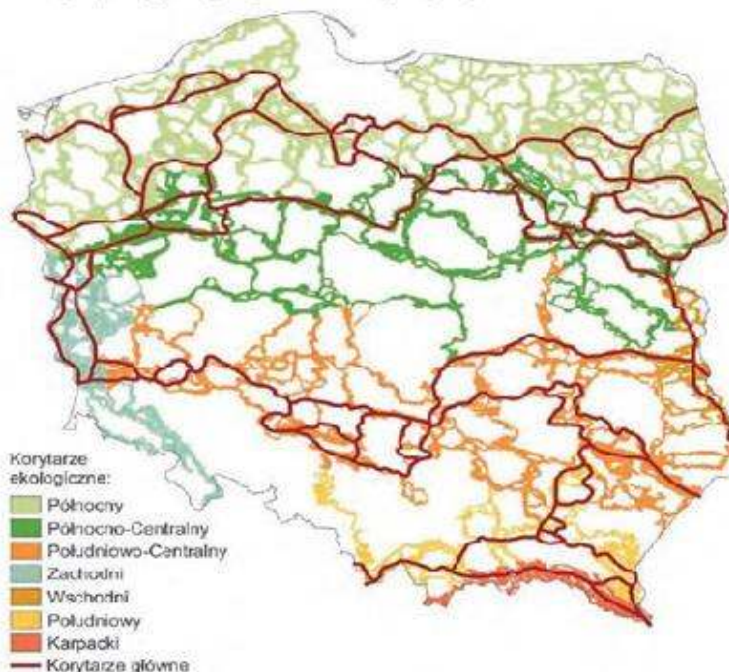 Korytarze
ekologiczne:
Północny
Północno-Centralny
Południowo-Centralny
Zachodni
Wschodni
Południowy
Karpacki
Korytarze główne